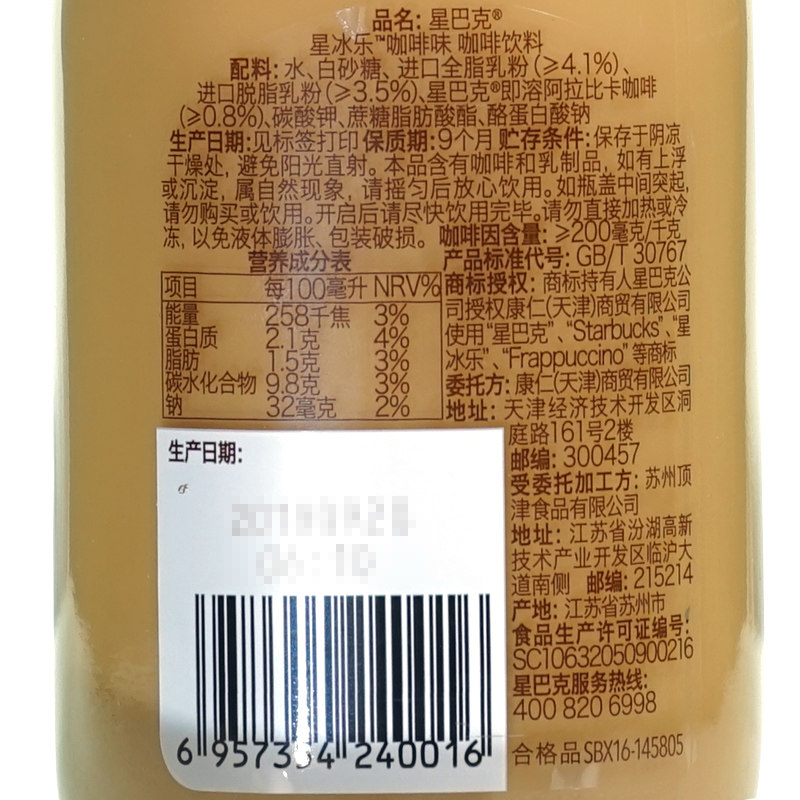 品名: 星巴克®
星冰乐™咖啡味 咖啡饮料
配料: 水、白砂糖、进口全脂乳粉 (≥4.1%)、
进口脱脂乳粉(≥3.5%)、星巴克®即溶阿拉比卡咖啡
(≥0.8%)、碳酸钾、蔗糖脂肪酸酯、酪蛋白酸钠
生产日期:见标签打印 保质期:9个月 贮存条件:保存于阴凉
干燥处, 避免阳光直射。本品含有咖啡和乳制品, 如有上浮
或沉淀, 属自然现象, 请摇匀后放心饮用。如瓶盖中间突起,
请勿购买或饮用。开启后请尽快饮用完毕。请勿直接加热或冷
冻, 以免液体膨胀、包装破损。 咖啡因含量: ≥200毫克/千克
营养成分表
项目 每100毫升 NRV%
能量 258千焦 3%
蛋白质 2.1克 4%
脂肪 1.5克 3%
碳水化合物 9.8克 3%
钠 32毫克 2%
产品标准代号: GB/T 30767
商标授权: 商标持有人星巴克公
司授权康仁(天津)商贸有限公司
使用“星巴克”、“Starbucks”、“星
冰乐”、“Frappuccino”等商标
委托方: 康仁(天津)商贸有限公司
地址: 天津经济技术开发区洞
庭路161号2楼
邮编: 300457
受委托加工方: 苏州顶
津食品有限公司
地址: 江苏省汾湖高新
技术产业开发区临沪大
道南侧 邮编: 215214
产地: 江苏省苏州市
食品生产许可证编号:
SC10632050900216
星巴克服务热线:
400 820 6998
合格品 SBX16-145805
生产日期:
6 957354 240016